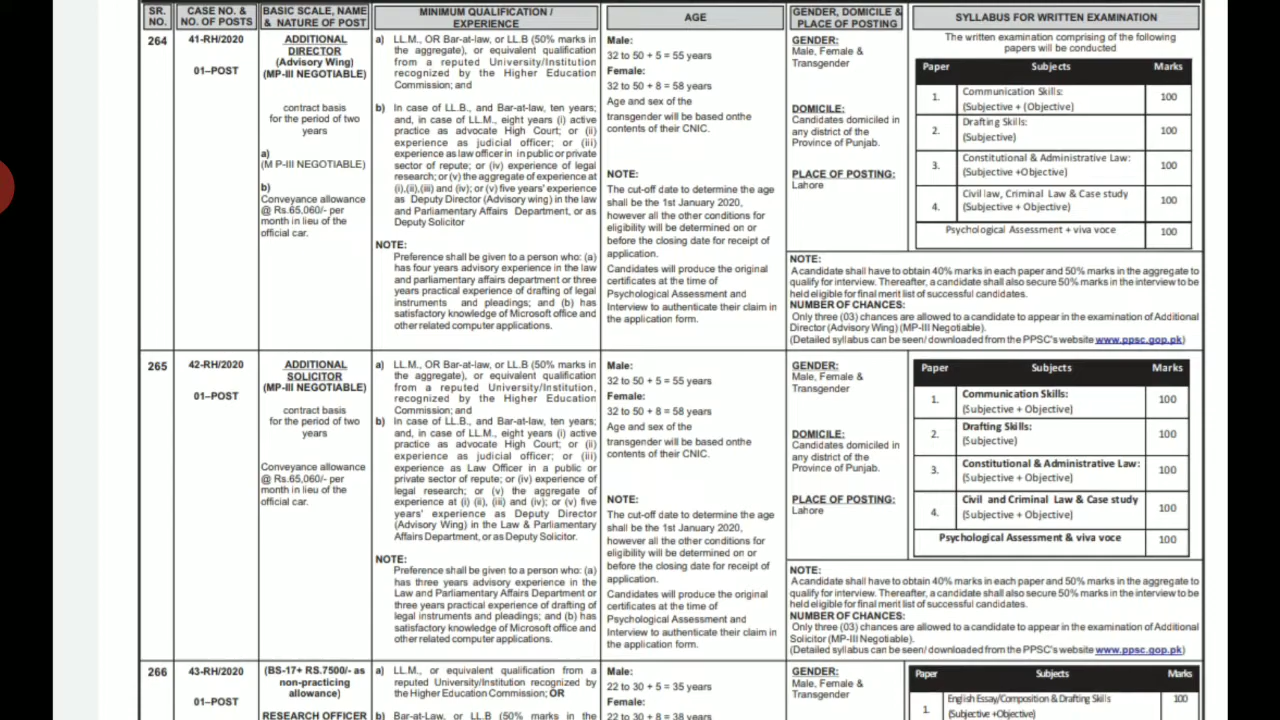 SR. NO.
CASE NO. & NO. OF POSTS
BASIC SCALE, NAME & NATURE OF POST
MINIMUM QUALIFICATION / EXPERIENCE
AGE
GENDER, DOMICILE & PLACE OF POSTING
SYLLABUS FOR WRITTEN EXAMINATION
264
41-RH/2020
01–POST
ADDITIONAL
DIRECTOR
(Advisory Wing)
(MP-III NEGOTIABLE)
contract basis
for the period of two
years
a)
(M P-III NEGOTIABLE)
b)
Conveyance allowance
@ Rs.65,060/- per
month in lieu of the
official car.
a) LL.M., OR Bar-at-law, or LL.B (50% marks in
the aggregate), or equivalent qualification
from a reputed University/Institution
recognized by the Higher Education
Commission; and
b) In case of LL.B., and Bar-at-law, ten years;
and, in case of LL.M., eight years (i) active
practice as advocate High Court; or (ii)
experience as judicial officer; or (iii)
experience as law officer in in public or private
sector of repute; or (iv) experience of legal
research; or (v) the aggregate of experience at
(i),(ii),(iii) and (iv); or (v) five years' experience
as Deputy Director (Advisory wing) in the law
and Parliamentary Affairs Department, or as
Deputy Solicitor
NOTE:
Preference shall be given to a person who: (a)
has four years advisory experience in the law
and parliamentary affairs department or three
years practical experience of drafting of legal
instruments and pleadings; and (b) has
satisfactory knowledge of Microsoft office and
other related computer applications.
Male:
32 to 50 + 5 = 55 years
Female:
32 to 50 + 8 = 58 years
Age and sex of the
transgender will be based onthe
contents of their CNIC.
NOTE:
The cut-off date to determine the age
shall be the 1st January 2020,
however all the other conditions for
eligibility will be determined on or
before the closing date for receipt of
application.
Candidates will produce the original
certificates at the time of
Psychological Assessment and
Interview to authenticate their claim in
the application form.
GENDER:
Male, Female &
Transgender
DOMICILE:
Candidates domiciled in
any district of the
Province of Punjab.
PLACE OF POSTING:
Lahore
The written examination comprising of the following
papers will be conducted
Paper Subjects Marks
1. Communication Skills: 100
(Subjective + (Objective)
2. Drafting Skills: 100
(Subjective)
3. Constitutional & Administrative Law: 100
(Subjective +Objective)
4. Civil law, Criminal Law & Case study 100
(Subjective + Objective)
Psychological Assessment + viva voce 100
NOTE:
A candidate shall have to obtain 40% marks in each paper and 50% marks in the aggregate to
qualify for interview. Thereafter, a candidate shall also secure 50% marks in the interview to be
held eligible for final merit list of successful candidates.
NUMBER OF CHANCES:
Only three (03) chances are allowed to a candidate to appear in the examination of Additional
Director (Advisory Wing) (MP-III Negotiable).
(Detailed syllabus can be seen/ downloaded from the PPSC's website www.ppsc.gop.pk)
265
42-RH/2020
01–POST
ADDITIONAL
SOLICITOR
(MP-III NEGOTIABLE)
contract basis
for the period of two
years
Conveyance allowance
@ Rs.65,060/- per
month in lieu of the
official car.
a) LL.M., OR Bar-at-law, or LL.B (50% marks in
the aggregate), or equivalent qualification
from a reputed University/Institution,
recognized by the Higher Education
Commission; and
b) In case of LL.B., and Bar-at-law, ten years;
and, in case of LL.M., eight years (i) active
practice as advocate High Court; or (ii)
experience as judicial officer; or (iii)
experience as Law Officer in a public or
private sector of repute; or (iv) experience of
legal research; or (v) the aggregate of
experience at (i) (ii), (iii) and (iv); or (v) five
years' experience as Deputy Director
(Advisory Wing) in the Law & Parliamentary
Affairs Department, or as Deputy Solicitor.
NOTE:
Preference shall be given to a person who: (a)
has three years advisory experience in the
Law and Parliamentary Affairs Department or
three years practical experience of drafting of
legal instruments and pleadings; and (b) has
satisfactory knowledge of Microsoft office and
other related computer applications.
Male:
32 to 50 + 5 = 55 years
Female:
32 to 50 + 8 = 58 years
Age and sex of the
transgender will be based onthe
contents of their CNIC.
NOTE:
The cut-off date to determine the age
shall be the 1st January 2020,
however all the other conditions for
eligibility will be determined on or
before the closing date for receipt of
application.
Candidates will produce the original
certificates at the time of
Psychological Assessment and
Interview to authenticate their claim in
the application form.
GENDER:
Male, Female &
Transgender
DOMICILE:
Candidates domiciled in
any district of the
Province of Punjab.
PLACE OF POSTING:
Lahore
Paper Subjects Marks
1. Communication Skills: 100
(Subjective + Objective)
2. Drafting Skills: 100
(Subjective)
3. Constitutional & Administrative Law: 100
(Subjective + Objective)
4. Civil and Criminal Law & Case study 100
(Subjective + Objective)
Psychological Assessment & viva voce 100
NOTE:
A candidate shall have to obtain 40% marks in each paper and 50% marks in the aggregate to
qualify for interview. Thereafter, a candidate shall also secure 50% marks in the interview to be
held eligible for final merit list of successful candidates.
NUMBER OF CHANCES:
Only three (03) chances are allowed to a candidate to appear in the examination of Additional
Solicitor (MP-III Negotiable).
(Detailed syllabus can be seen/ downloaded from the PPSC's website www.ppsc.gop.pk)
266
43-RH/2020
01–POST
(BS-17+ RS.7500/- as
non-practicing
allowance)
RESEARCH OFFICER
a) LL.M., or equivalent qualification from a
reputed University/Institution recognized by
the Higher Education Commission; OR
b) Bar-at-Law, or LL.B (50% marks in the
Male:
22 to 30 + 5 = 35 years
Female:
22 to 30 + 8 = 38 years
GENDER:
Male, Female &
Transgender
Paper Subjects Marks
1. English Essay/Composition & Drafting Skills 100
(Subjective +Objective)